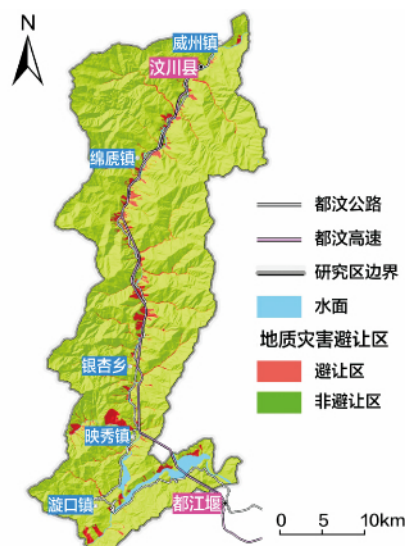 N
威州镇
汶川县
绵虒镇
都汶公路
都汶高速
研究区边界
水面
地质灾害避让区
避让区
非避让区
银杏乡
映秀镇
漩口镇
都江堰
0 5 10km